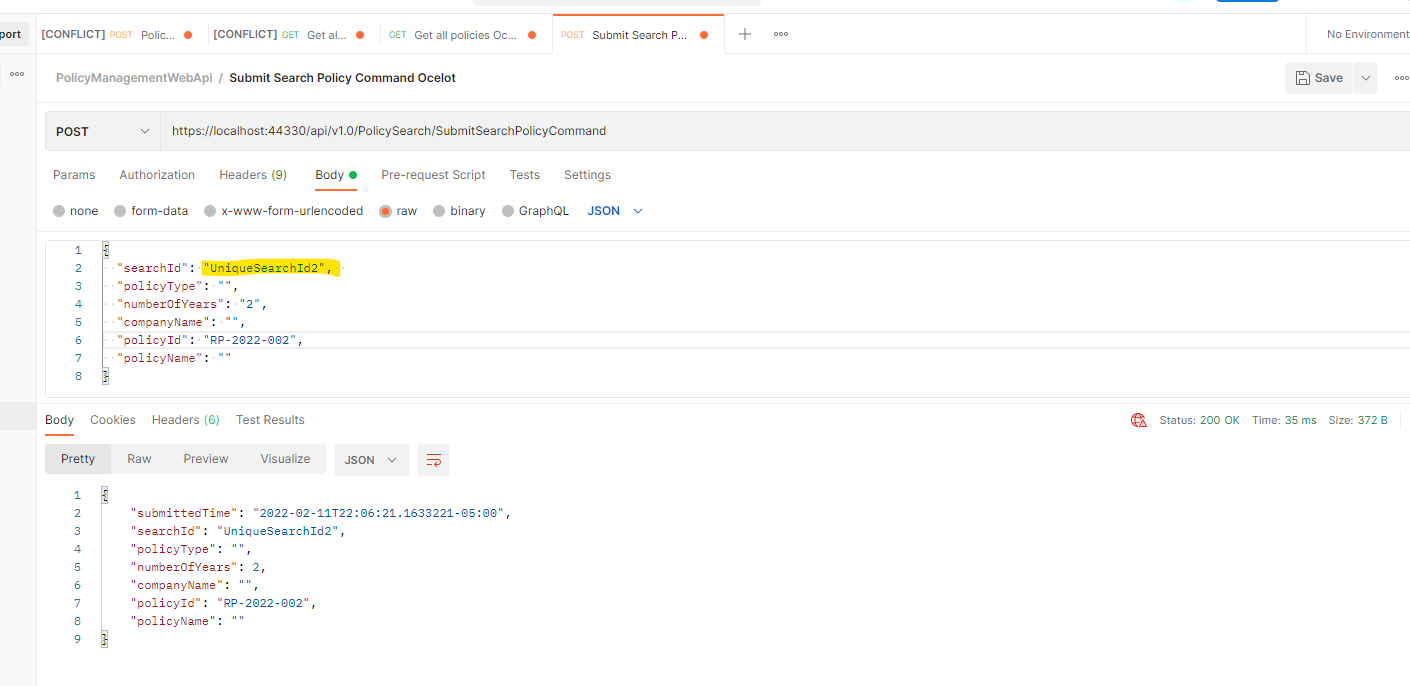 port [CONFLICT] POST Polic... [CONFLICT] GET Get al... GET Get all policies Oc... POST Submit Search P... No Environment
PolicyManagementWebApi / Submit Search Policy Command Ocelot Save
POST https://localhost:44330/api/v1.0/PolicySearch/SubmitSearchPolicyCommand
Params Authorization Headers (9) Body Pre-request Script Tests Settings
none form-data x-www-form-urlencoded raw binary GraphQL JSON
1 {
2 "searchId": "UniqueSearchId2",
3 "policyType": "",
4 "numberOfYears": "2",
5 "companyName": "",
6 "policyId": "RP-2022-002",
7 "policyName": ""
8 }
Body Cookies Headers (6) Test Results Status: 200 OK Time: 35 ms Size: 372 B
Pretty Raw Preview Visualize JSON
1 {
2 "submittedTime": "2022-02-11T22:06:21.1633221-05:00",
3 "searchId": "UniqueSearchId2",
4 "policyType": "",
5 "numberOfYears": 2,
6 "companyName": "",
7 "policyId": "RP-2022-002",
8 "policyName": ""
9 }